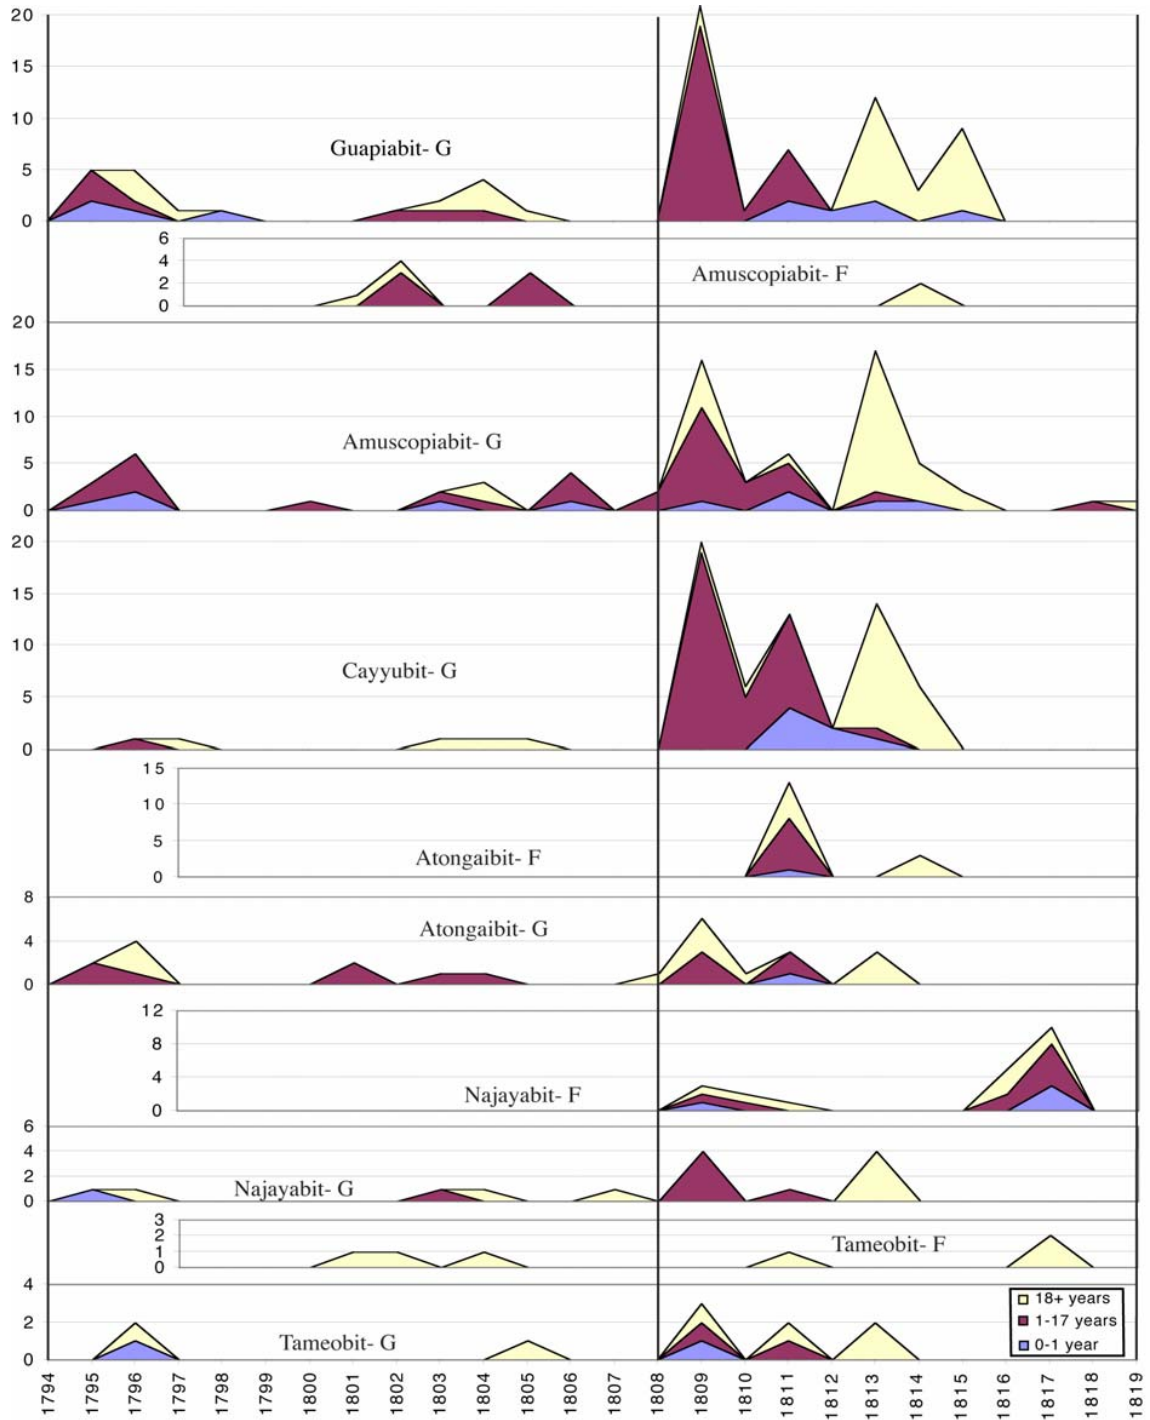 20
15
10
5
0
Guapiabit- G
6
4
2
0
Amuscopiabit- F
20
15
10
5
0
Amuscopiabit- G
20
15
10
5
0
Cayyubit- G
15
10
5
0
Atongaibit- F
8
4
0
Atongaibit- G
12
8
4
0
Najayabit- F
6
4
2
0
Najayabit- G
3
2
1
0
Tameobit- F
4
2
0
Tameobit- G
18+ years
1-17 years
0-1 year
1794 1795 1796 1797 1798 1799 1800 1801 1802 1803 1804 1805 1806 1807 1808 1809 1810 1811 1812 1813 1814 1815 1816 1817 1818 1819